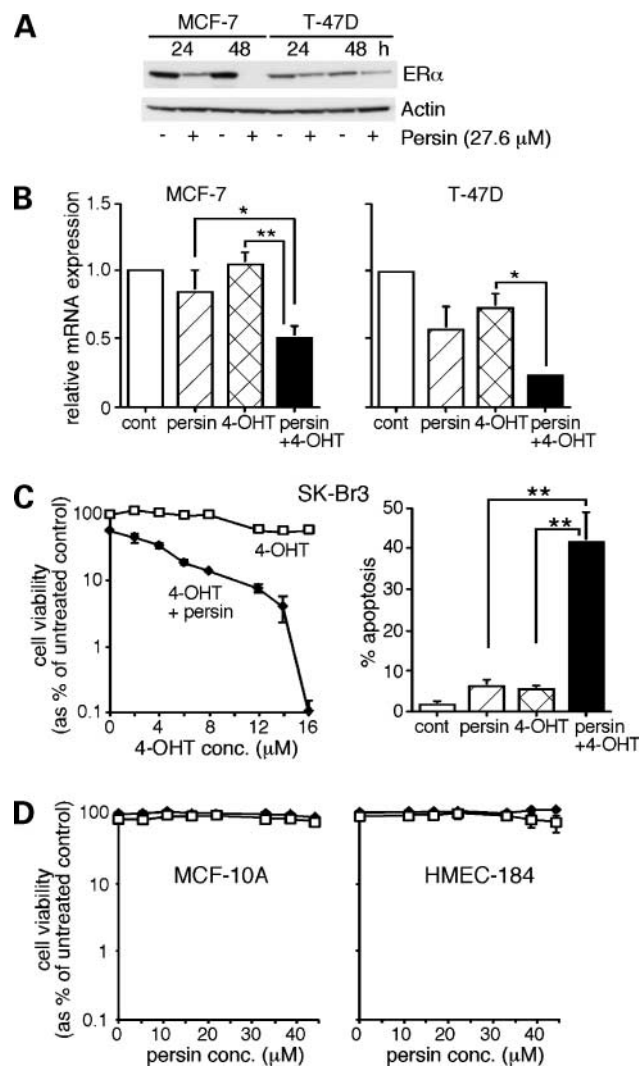 A
MCF-7 T-47D
24 48 24 48 h
ERα
Actin
- + - + - + - + Persin (27.6 μM)
B
MCF-7 T-47D
relative mRNA expression
1.5
1.0
0.5
0
* ** *
cont persin 4-OHT persin +4-OHT
cont persin 4-OHT persin +4-OHT
C
SK-Br3
cell viability
(as % of untreated control)
100
10
1
0.1
4-OHT
4-OHT
+ persin
0 4 8 12 16
4-OHT conc. (μM)
% apoptosis
50
40
30
20
10
0
**
**
cont persin 4-OHT persin +4-OHT
D
cell viability
(as % of untreated control)
100
10
1
0.1
MCF-10A HMEC-184
0 10 20 30 40 0 10 20 30 40
persin conc. (μM) persin conc. (μM)